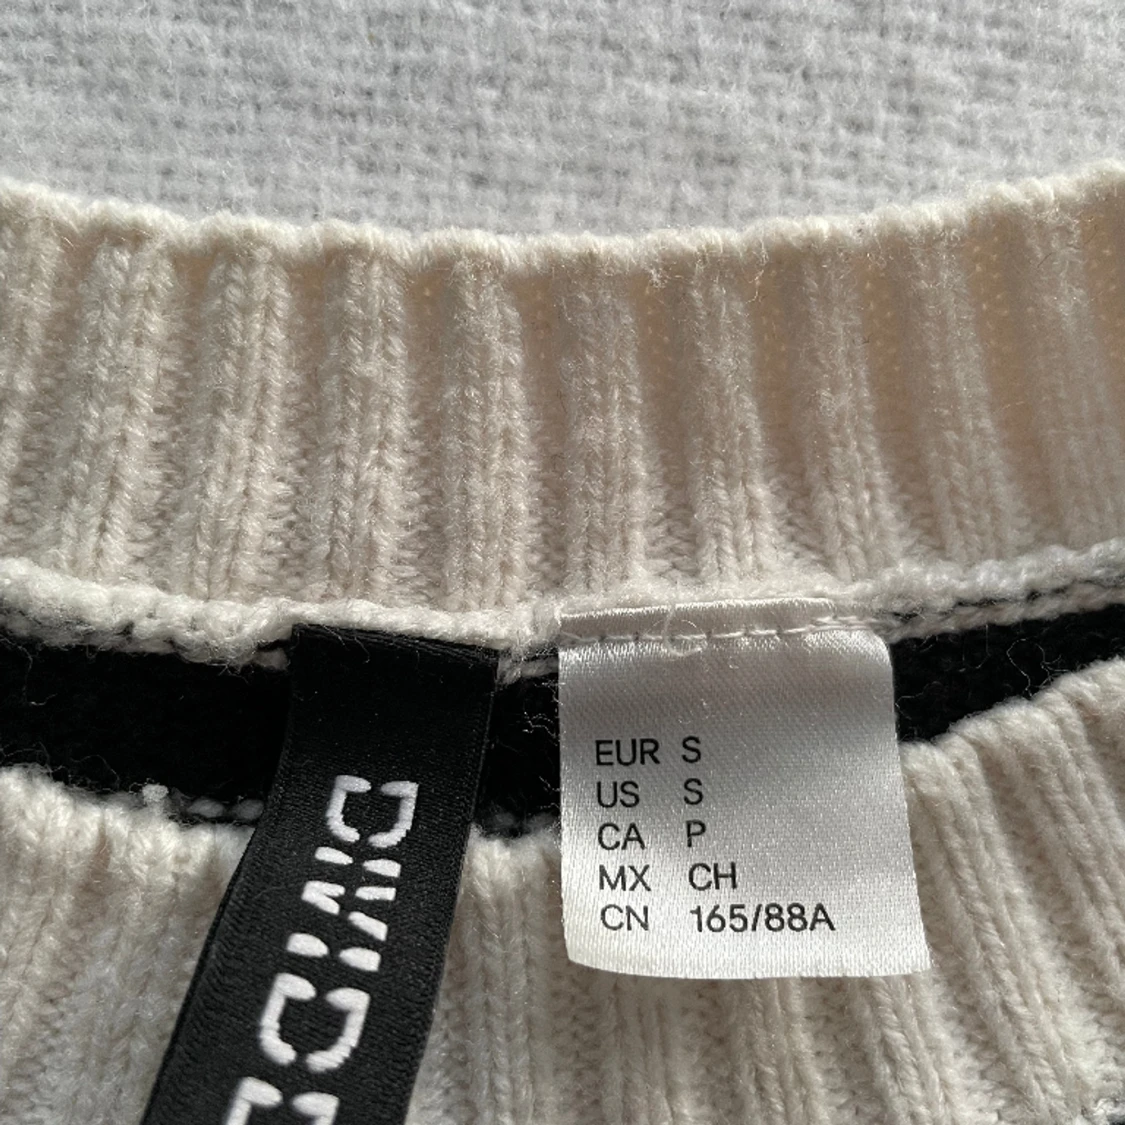 EUR S
US S
CA P
MX CH
CN 165/88A